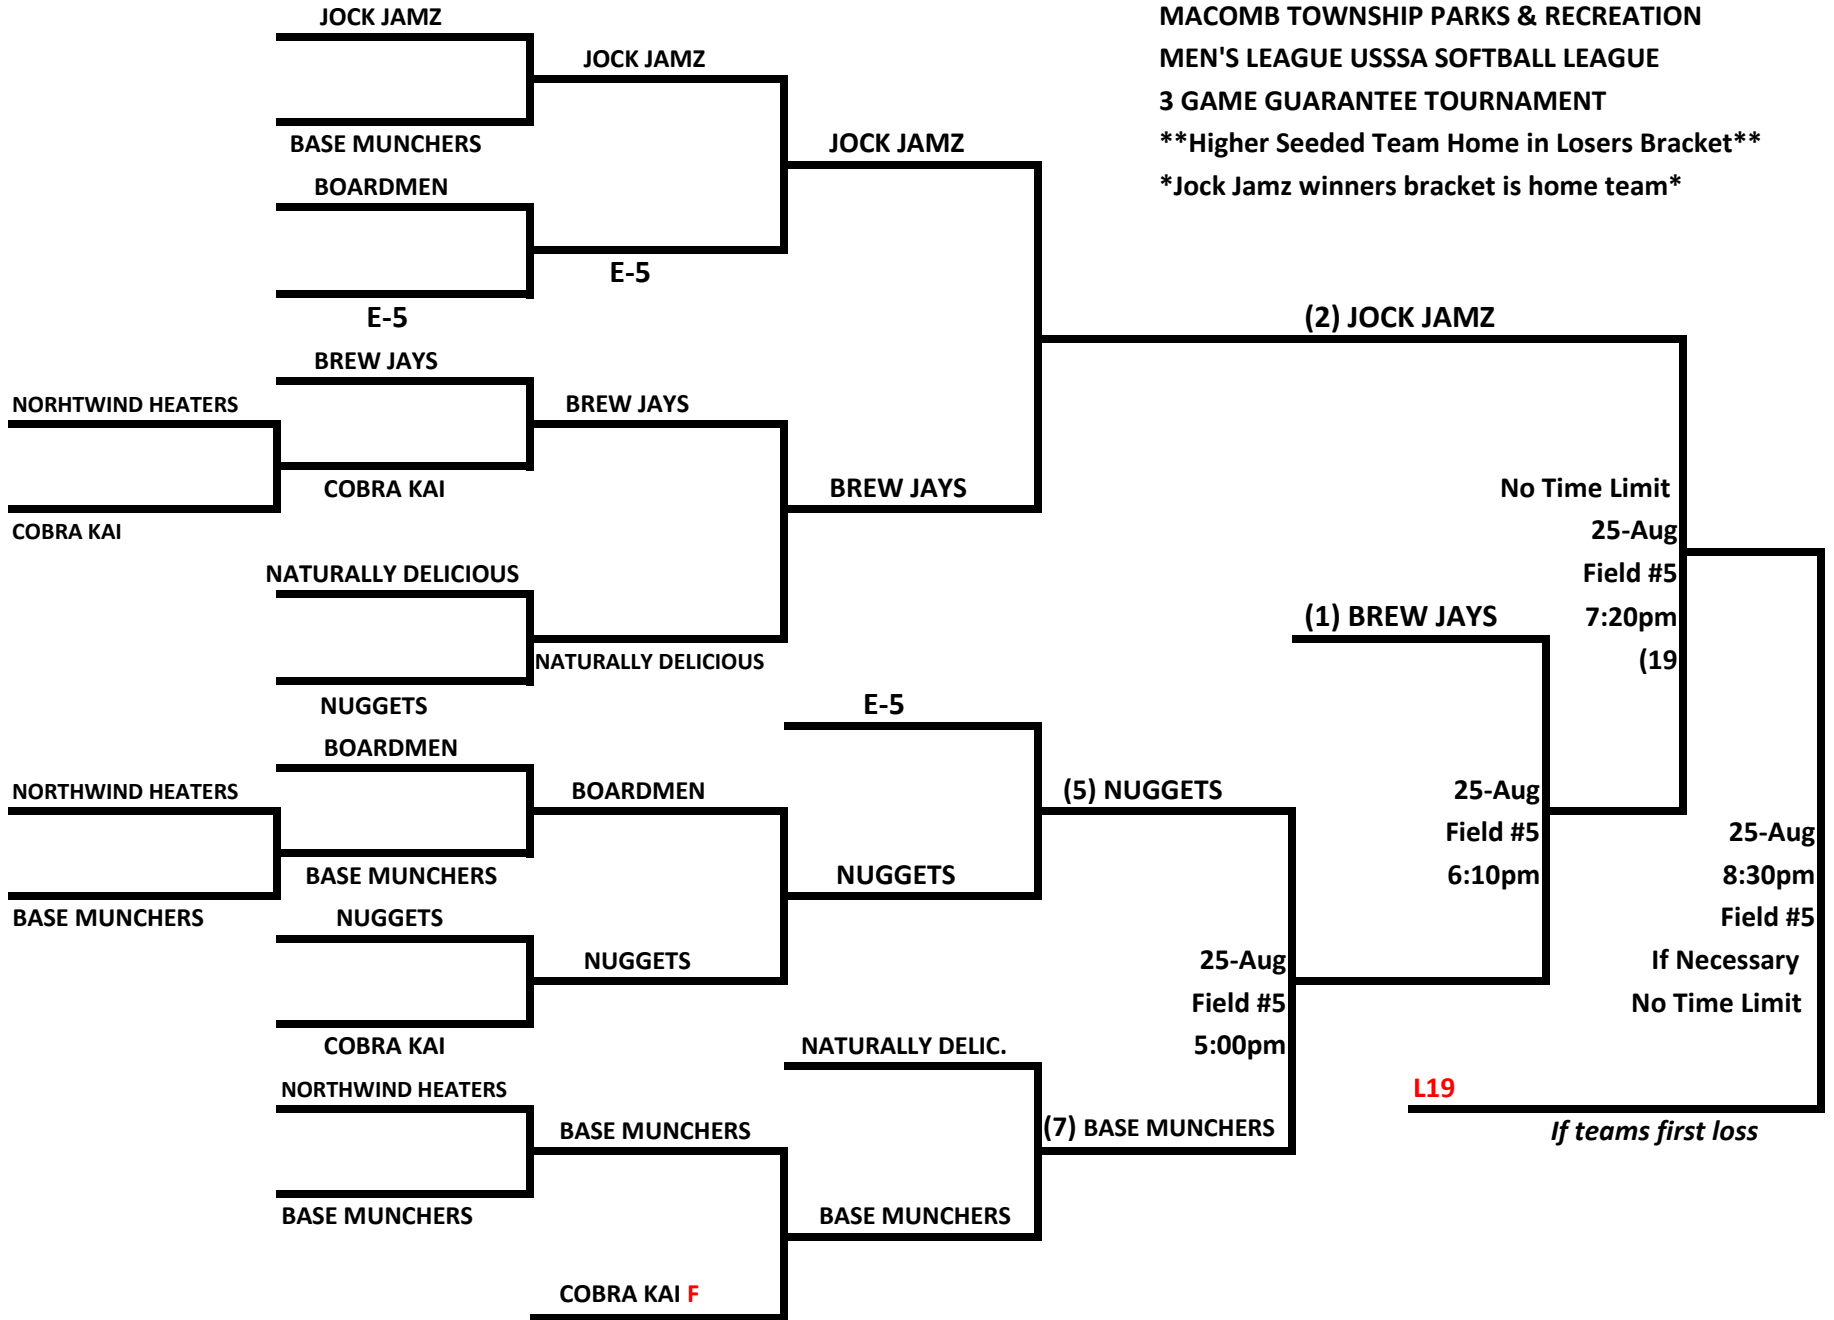 JOCK JAMZ
MACOMB TOWNSHIP PARKS & RECREATION
JOCK JAMZ
MEN'S LEAGUE USSSA SOFTBALL LEAGUE
3 GAME GUARANTEE TOURNAMENT
BASE MUNCHERS
JOCK JAMZ
**Higher Seeded Team Home in Losers Bracket**
BOARDMEN
*Jock Jamz winners bracket is home team*
E-5
E-5
(2) JOCK JAMZ
BREW JAYS
NORHTWIND HEATERS
BREW JAYS
COBRA KAI
BREW JAYS
No Time Limit
COBRA KAI
25-Aug
NATURALLY DELICIOUS
Field #5
(1) BREW JAYS
7:20pm
NATURALLY DELICIOUS
(19
NUGGETS
E-5
BOARDMEN
NORTHWIND HEATERS
BOARDMEN
(5) NUGGETS
25-Aug
Field #5
25-Aug
BASE MUNCHERS
NUGGETS
6:10pm
8:30pm
BASE MUNCHERS
NUGGETS
Field #5
NUGGETS
25-Aug
If Necessary
Field #5
No Time Limit
COBRA KAI
NATURALLY DELIC.
5:00pm
NORTHWIND HEATERS
L19
BASE MUNCHERS
(7) BASE MUNCHERS
If teams first loss
BASE MUNCHERS
BASE MUNCHERS
COBRA KAI F